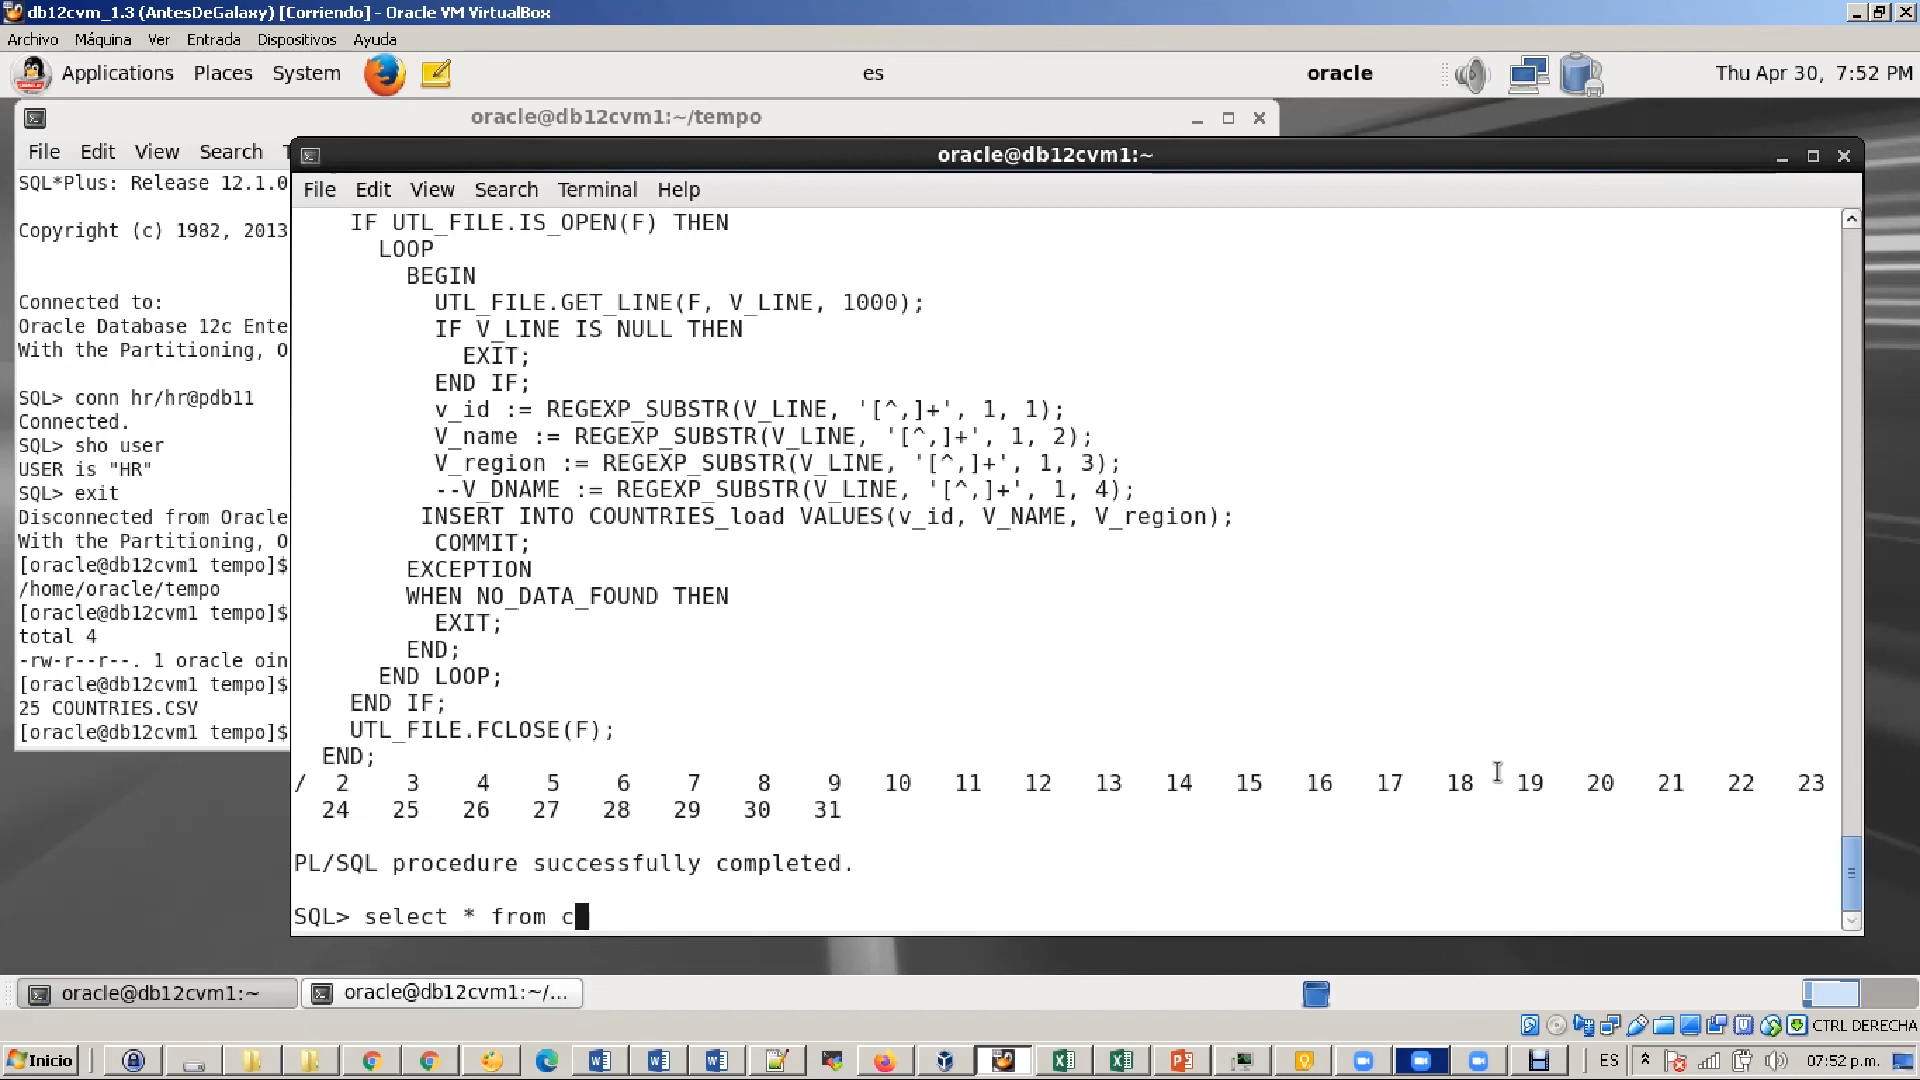 db12cvm_1.3 (AntesDeGalaxy) [Corriendo] - Oracle VM VirtualBox
Archivo Máquina Ver Entrada Dispositivos Ayuda
Applications Places System es oracle Thu Apr 30, 7:52 PM
oracle@db12cvm1:~/tempo
File Edit View Search T
SQL*Plus: Release 12.1.0
Copyright (c) 1982, 2013
Connected to:
Oracle Database 12c Ente
With the Partitioning, O
SQL> conn hr/hr@pdb11
Connected.
SQL> sho user
USER is "HR"
SQL> exit
Disconnected from Oracle
With the Partitioning, O
[oracle@db12cvm1 tempo]$
/home/oracle/tempo
[oracle@db12cvm1 tempo]$
total 4
-rw-r--r--. 1 oracle oin
[oracle@db12cvm1 tempo]$
25 COUNTRIES.CSV
[oracle@db12cvm1 tempo]$
oracle@db12cvm1:~
File Edit View Search Terminal Help
IF UTL_FILE.IS_OPEN(F) THEN
LOOP
BEGIN
UTL_FILE.GET_LINE(F, V_LINE, 1000);
IF V_LINE IS NULL THEN
EXIT;
END IF;
v_id := REGEXP_SUBSTR(V_LINE, '[^,]+', 1, 1);
V_name := REGEXP_SUBSTR(V_LINE, '[^,]+', 1, 2);
V_region := REGEXP_SUBSTR(V_LINE, '[^,]+', 1, 3);
--V_DNAME := REGEXP_SUBSTR(V_LINE, '[^,]+', 1, 4);
INSERT INTO COUNTRIES_load VALUES(v_id, V_NAME, V_region);
COMMIT;
EXCEPTION
WHEN NO_DATA_FOUND THEN
EXIT;
END;
END LOOP;
END IF;
UTL_FILE.FCLOSE(F);
END;
/ 2 3 4 5 6 7 8 9 10 11 12 13 14 15 16 17 18 19 20 21 22 23
24 25 26 27 28 29 30 31
PL/SQL procedure successfully completed.
SQL> select * from c
oracle@db12cvm1:~ oracle@db12cvm1:~/...
CTRL DERECHA
Inicio ES 07:52 p.m.